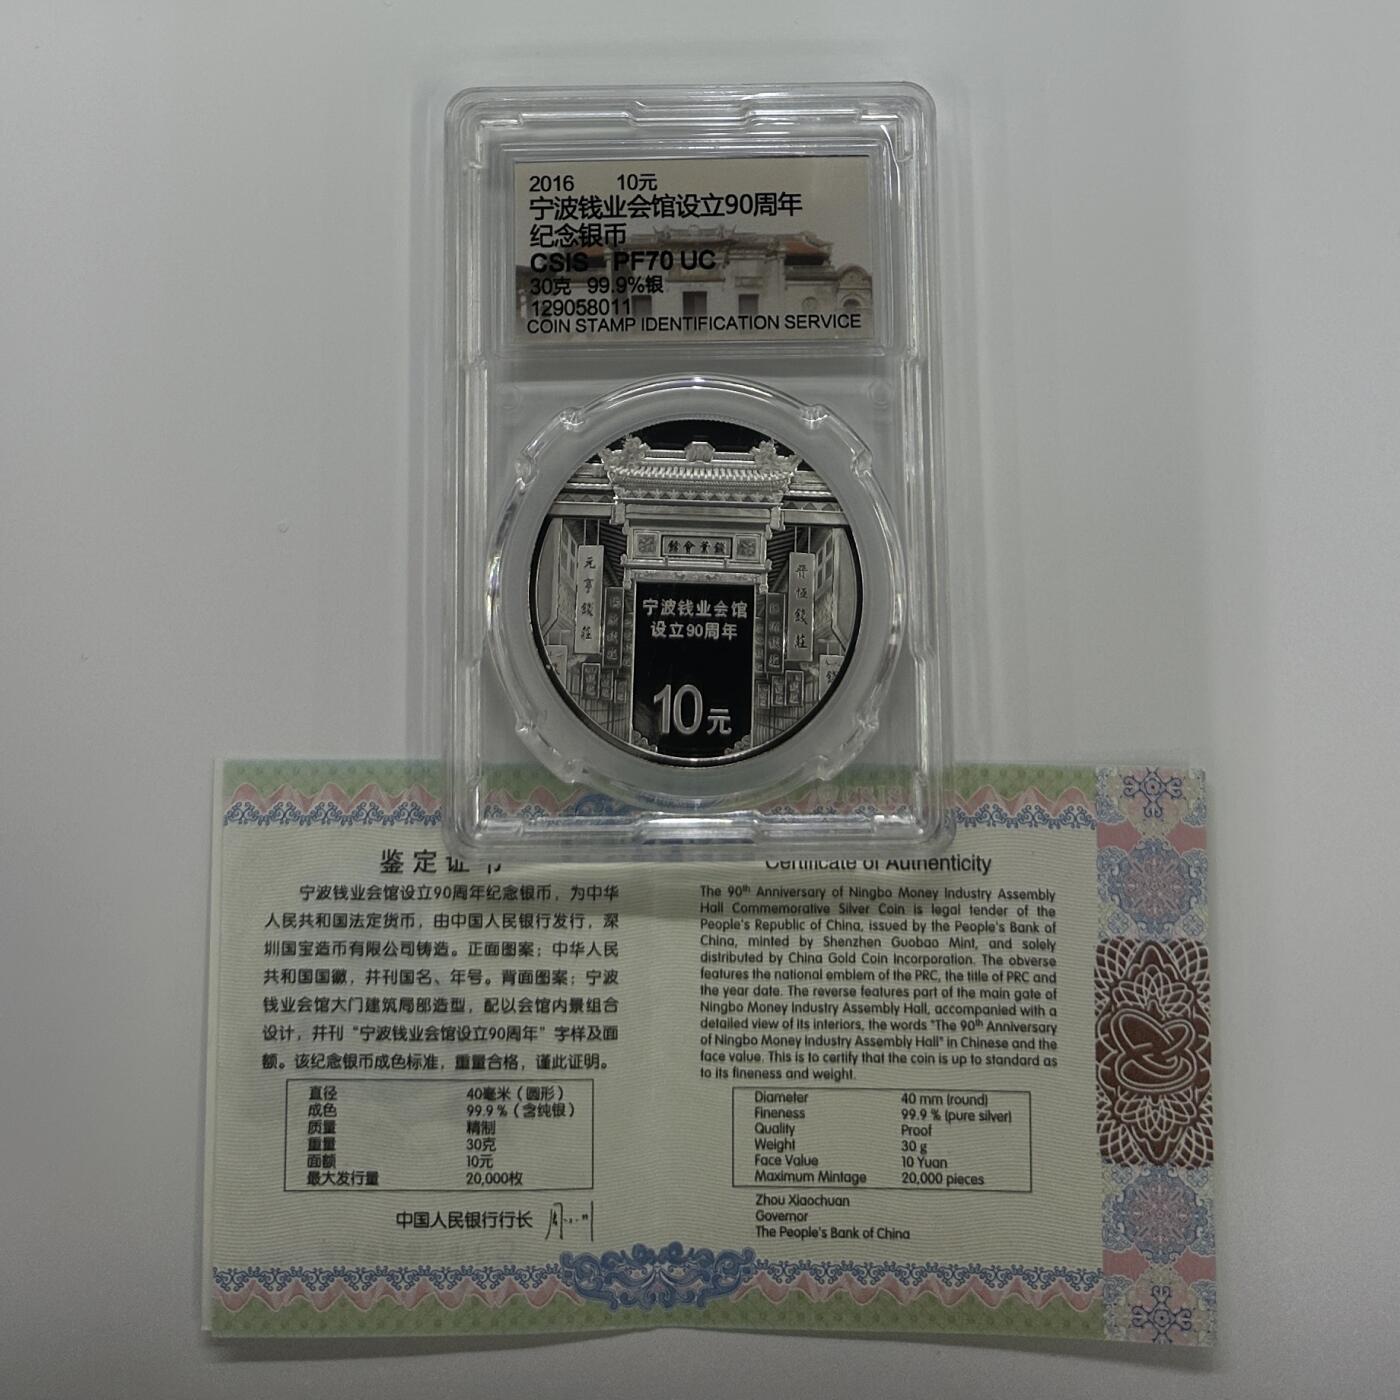 2016 10元
宁波钱业会馆设立90周年
纪念银币
CSIS PF70 UC
30克 99.9%银
129058011
COIN STAMP IDENTIFICATION SERVICE
館會業錢
元亨錢莊
晋恒錢莊
宁波钱业会馆
设立90周年
10元
鉴定证书
宁波钱业会馆设立90周年纪念银币，为中华
人民共和国法定货币，由中国人民银行发行，深
圳国宝造币有限公司铸造。正面图案：中华人民
共和国国徽，并刊国名、年号。背面图案：宁波
钱业会馆大门建筑局部造型，配以会馆内景组合
设计，并刊“宁波钱业会馆设立90周年”字样及面
额。该纪念银币成色标准，重量合格，谨此证明。
直径 40毫米（圆形）
成色 99.9％（含纯银）
质量 精制
重量 30克
面额 10元
最大发行量 20,000枚
中国人民银行行长
Certificate of Authenticity
The 90th Anniversary of Ningbo Money Industry Assembly
Hall Commemorative Silver Coin is legal tender of the
People's Republic of China, issued by the People's Bank of
China, minted by Shenzhen Guobao Mint, and solely
distributed by China Gold Coin Incorporation. The obverse
features the national emblem of the PRC, the title of PRC and
the year date. The reverse features part of the main gate of
Ningbo Money Industry Assembly Hall, accompanied with a
detailed view of its interiors, the words "The 90th Anniversary
of Ningbo Money Industry Assembly Hall" in Chinese and the
face value. This is to certify that the coin is up to standard as
to its fineness and weight.
Diameter 40 mm (round)
Fineness 99.9 % (pure silver)
Quality Proof
Weight 30 g
Face Value 10 Yuan
Maximum Mintage 20,000 pieces
Zhou Xiaochuan
Governor
The People's Bank of China